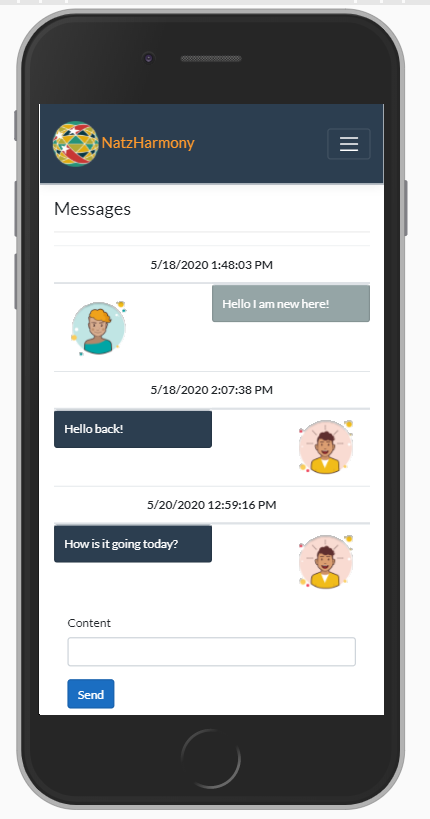 NatzHarmony
Messages
5/18/2020 1:48:03 PM
Hello I am new here!
5/18/2020 2:07:38 PM
Hello back!
5/20/2020 12:59:16 PM
How is it going today?
Content
Send